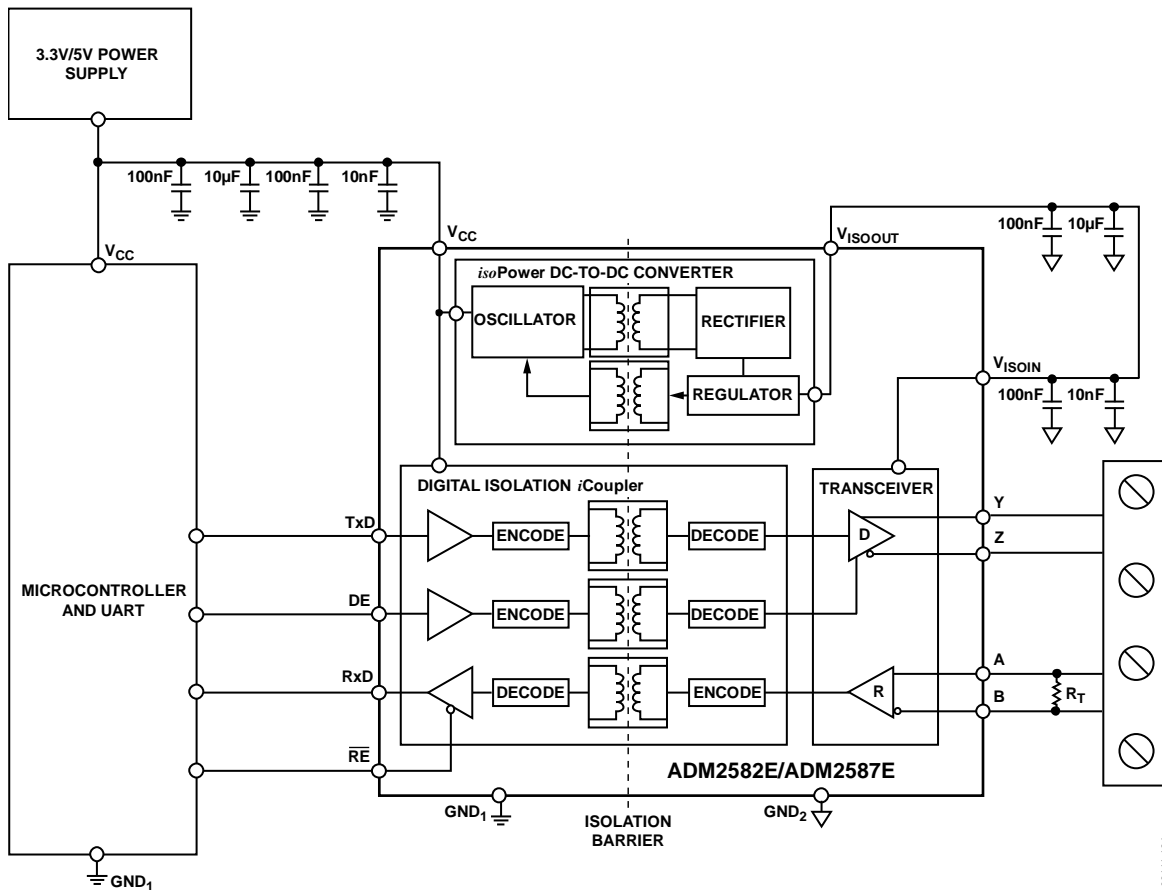 3.3V/5V POWER
SUPPLY
100nF
10µF
100nF
10nF
VCC
VCC
VISOOUT
100nF
10µF
isoPower DC-TO-DC CONVERTER
OSCILLATOR
RECTIFIER
REGULATOR
VISOIN
100nF
10nF
DIGITAL ISOLATION iCoupler
TRANSCEIVER
MICROCONTROLLER
AND UART
TxD
ENCODE
DECODE
D
Y
Z
DE
ENCODE
DECODE
RxD
DECODE
ENCODE
R
A
B
RT
RE
ADM2582E/ADM2587E
GND1
ISOLATION
BARRIER
GND2
GND1